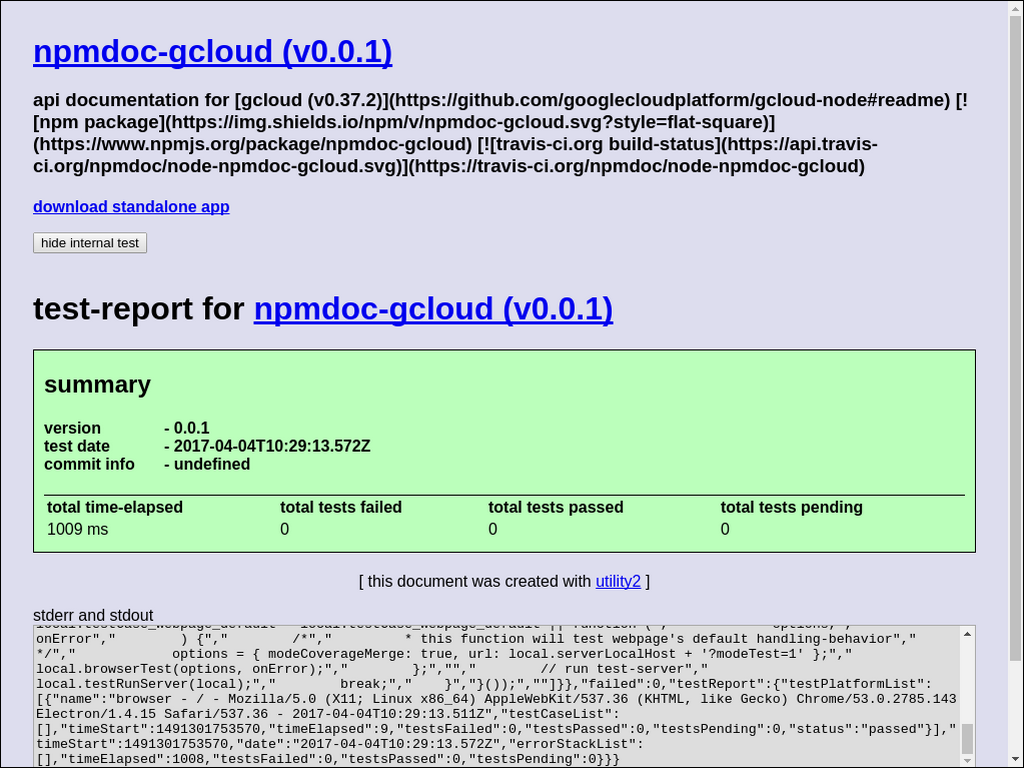 npmdoc-gcloud (v0.0.1)
api documentation for [gcloud (v0.37.2)](https://github.com/googlecloudplatform/gcloud-node#readme) [!
[npm package](https://img.shields.io/npm/v/npmdoc-gcloud.svg?style=flat-square)]
(https://www.npmjs.org/package/npmdoc-gcloud) [![travis-ci.org build-status](https://api.travis-
ci.org/npmdoc/node-npmdoc-gcloud.svg)](https://travis-ci.org/npmdoc/node-npmdoc-gcloud)
download standalone app
hide internal test
test-report for npmdoc-gcloud (v0.0.1)
summary
version - 0.0.1
test date - 2017-04-04T10:29:13.572Z
commit info - undefined
total time-elapsed total tests failed total tests passed total tests pending
1009 ms 0 0 0
[ this document was created with utility2 ]
stderr and stdout
local.testCase_webpage_default = local.testCase_webpage_default || function (","            options,","
onError","        ) {","        /*","         * this function will test webpage's default handling-behavior","
*/","            options = { modeCoverageMerge: true, url: local.serverLocalHost + '?modeTest=1' };","
local.browserTest(options, onError);","        };","","        // run test-server","
local.testRunServer(local);","        break;","    }","}());",""]}},"failed":0,"testReport":{"testPlatformList":
[{"name":"browser - / - Mozilla/5.0 (X11; Linux x86_64) AppleWebKit/537.36 (KHTML, like Gecko) Chrome/53.0.2785.143
Electron/1.4.15 Safari/537.36 - 2017-04-04T10:29:13.511Z","testCaseList":
[],"timeStart":1491301753570,"timeElapsed":9,"testsFailed":0,"testsPassed":0,"testsPending":0,"status":"passed"}],"
timeStart":1491301753570,"date":"2017-04-04T10:29:13.572Z","errorStackList":
[],"timeElapsed":1008,"testsFailed":0,"testsPassed":0,"testsPending":0}}}